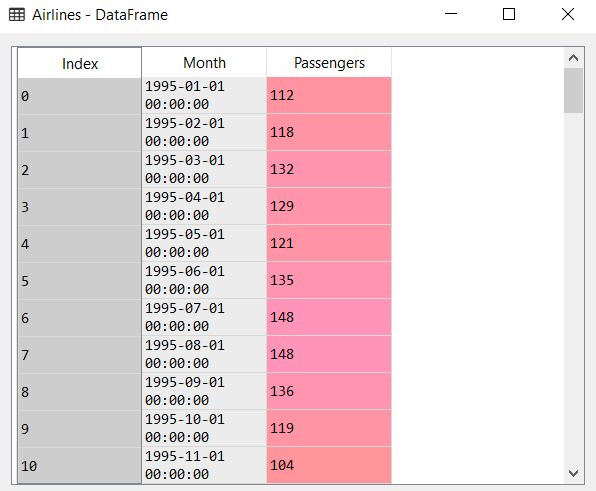 Airlines - DataFrame
Index Month Passengers
0 1995-01-01 00:00:00 112
1 1995-02-01 00:00:00 118
2 1995-03-01 00:00:00 132
3 1995-04-01 00:00:00 129
4 1995-05-01 00:00:00 121
5 1995-06-01 00:00:00 135
6 1995-07-01 00:00:00 148
7 1995-08-01 00:00:00 148
8 1995-09-01 00:00:00 136
9 1995-10-01 00:00:00 119
10 1995-11-01 00:00:00 104